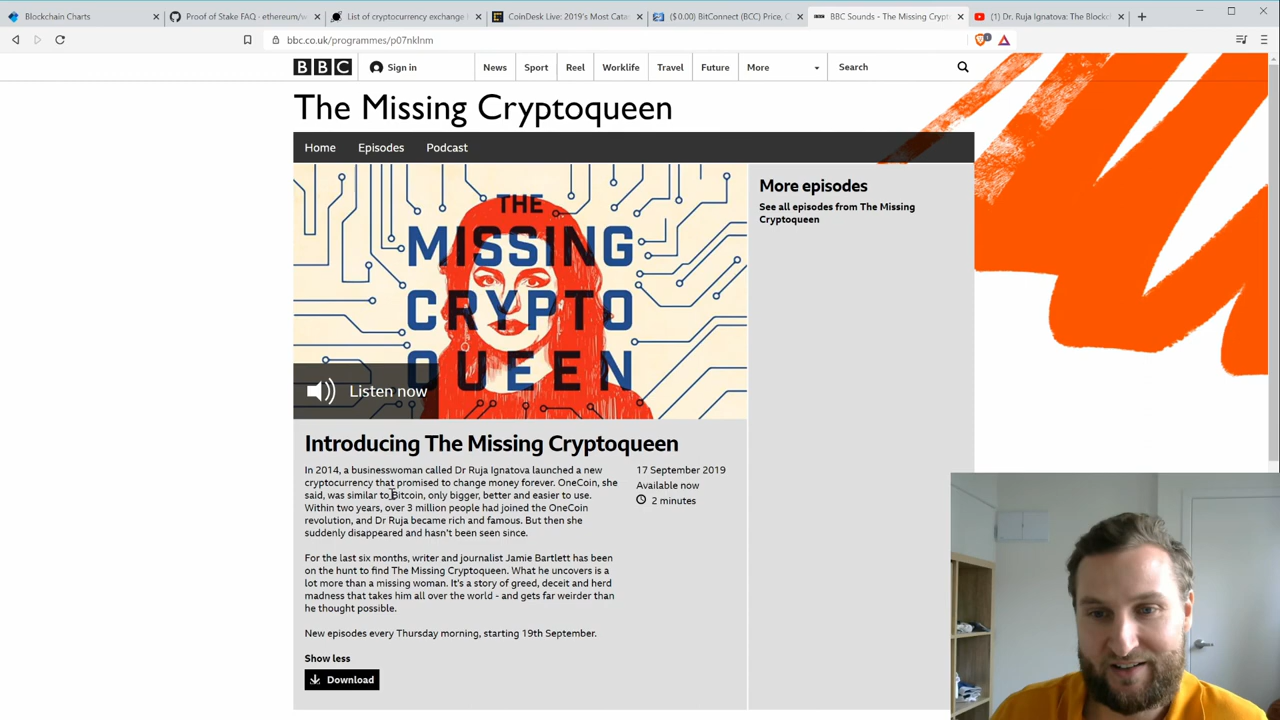 Blockchain Charts
Proof of Stake FAQ - ethereum/w
List of cryptocurrency exchange
CoinDesk Live: 2019's Most Cata
($0.00) BitConnect (BCC) Price, C
BBC Sounds - The Missing Crypt
(1) Dr. Ruja Ignatova: The Block
bbc.co.uk/programmes/p07nklnm
BBC
Sign in
News
Sport
Reel
Worklife
Travel
Future
More
Search
The Missing Cryptoqueen
Home
Episodes
Podcast
THE
MISSING
CRYPTO
QUEEN
Listen now
More episodes
See all episodes from The Missing
Cryptoqueen
Introducing The Missing Cryptoqueen
In 2014, a businesswoman called Dr Ruja Ignatova launched a new
cryptocurrency that promised to change money forever. OneCoin, she
said, was similar to Bitcoin, only bigger, better and easier to use.
Within two years, over 3 million people had joined the OneCoin
revolution, and Dr Ruja became rich and famous. But then she
suddenly disappeared and hasn't been seen since.
17 September 2019
Available now
2 minutes
For the last six months, writer and journalist Jamie Bartlett has been
on the hunt to find The Missing Cryptoqueen. What he uncovers is a
lot more than a missing woman. It's a story of greed, deceit and herd
madness that takes him all over the world - and gets far weirder than
he thought possible.
New episodes every Thursday morning, starting 19th September.
Show less
Download